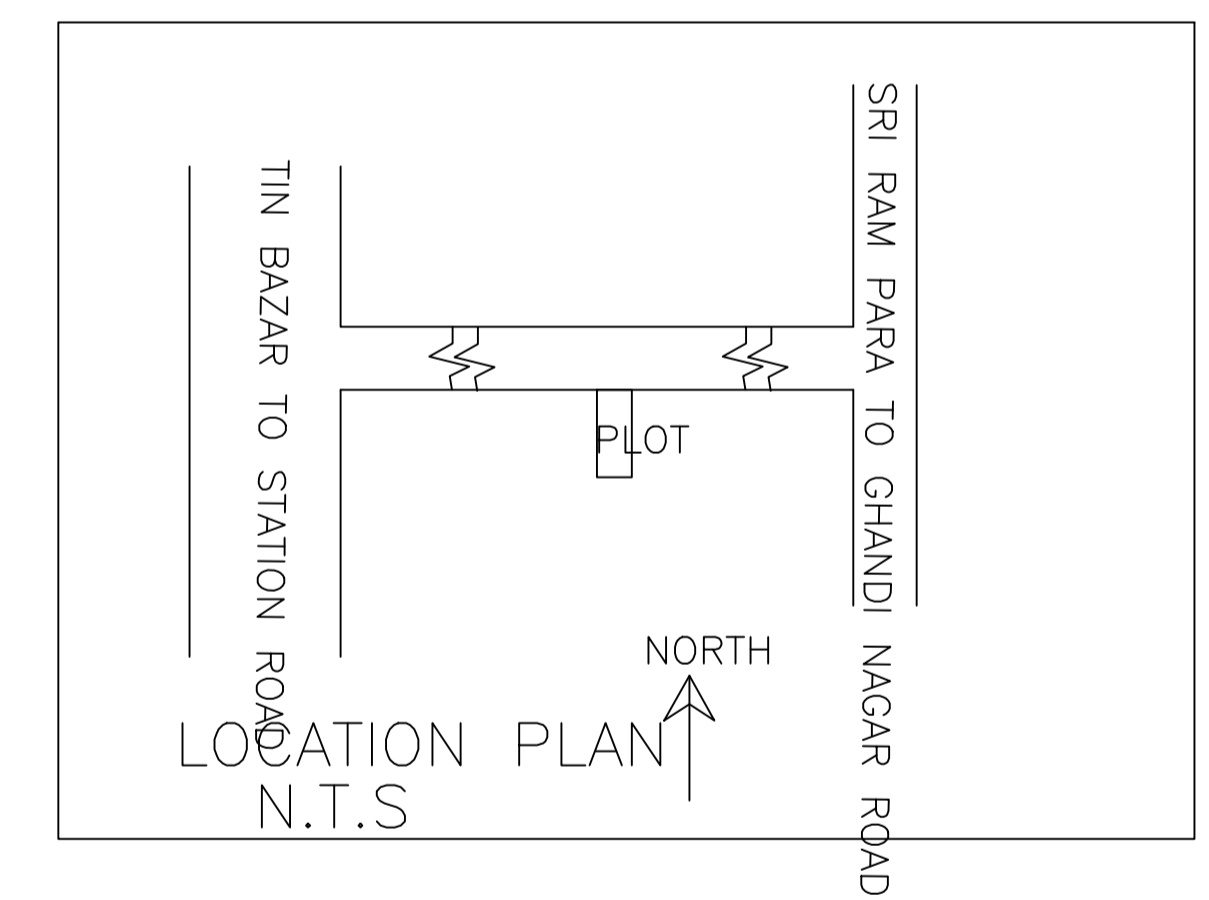 TIN BAZAR TO STATION ROAD
SRI RAM PARA TO GHANDI NAGAR ROAD
PLOT
NORTH
LOCATION PLAN
N.T.S